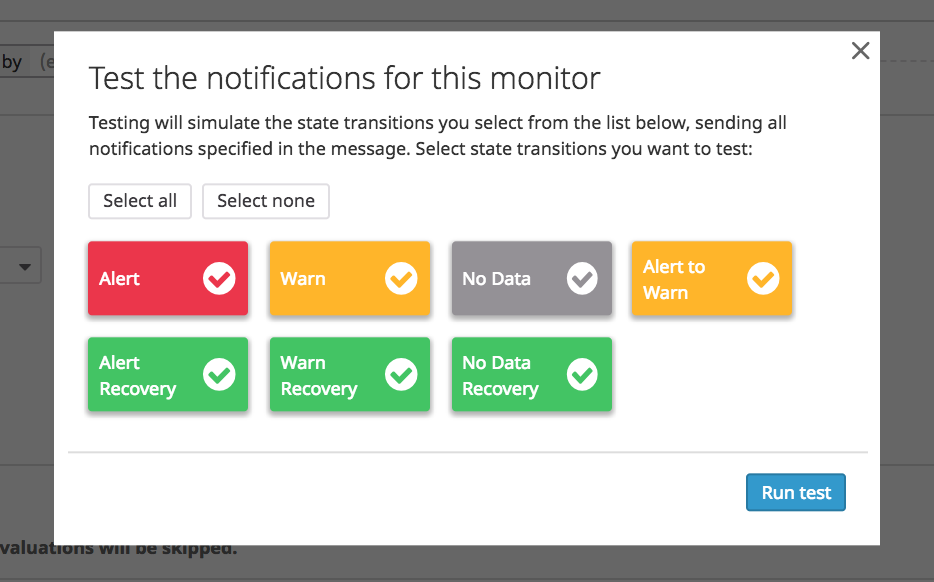 by (e
Test the notifications for this monitor
Testing will simulate the state transitions you select from the list below, sending all
notifications specified in the message. Select state transitions you want to test:
Select all Select none
Alert Warn No Data Alert to
Warn
Alert
Recovery Warn
Recovery No Data
Recovery
Run test
valuations will be skipped.